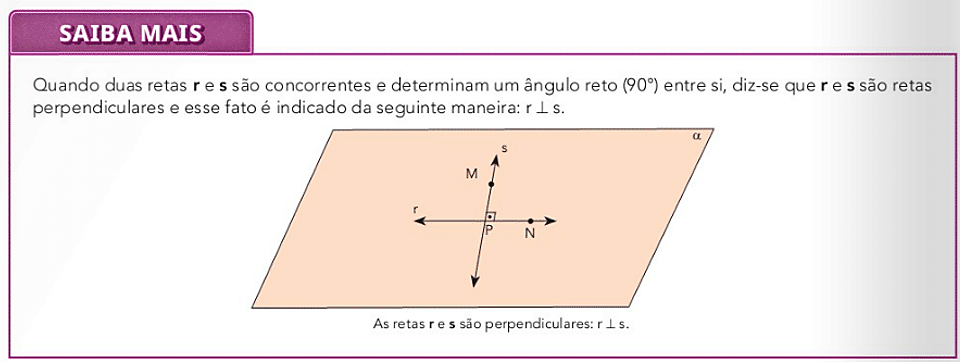 SAIBA MAIS
Quando duas retas r e s são concorrentes e determinam um ângulo reto (90°) entre si, diz-se que r e s são retas
perpendiculares e esse fato é indicado da seguinte maneira: r ⊥ s.
α
s
M
r
P
N
As retas r e s são perpendiculares: r ⊥ s.